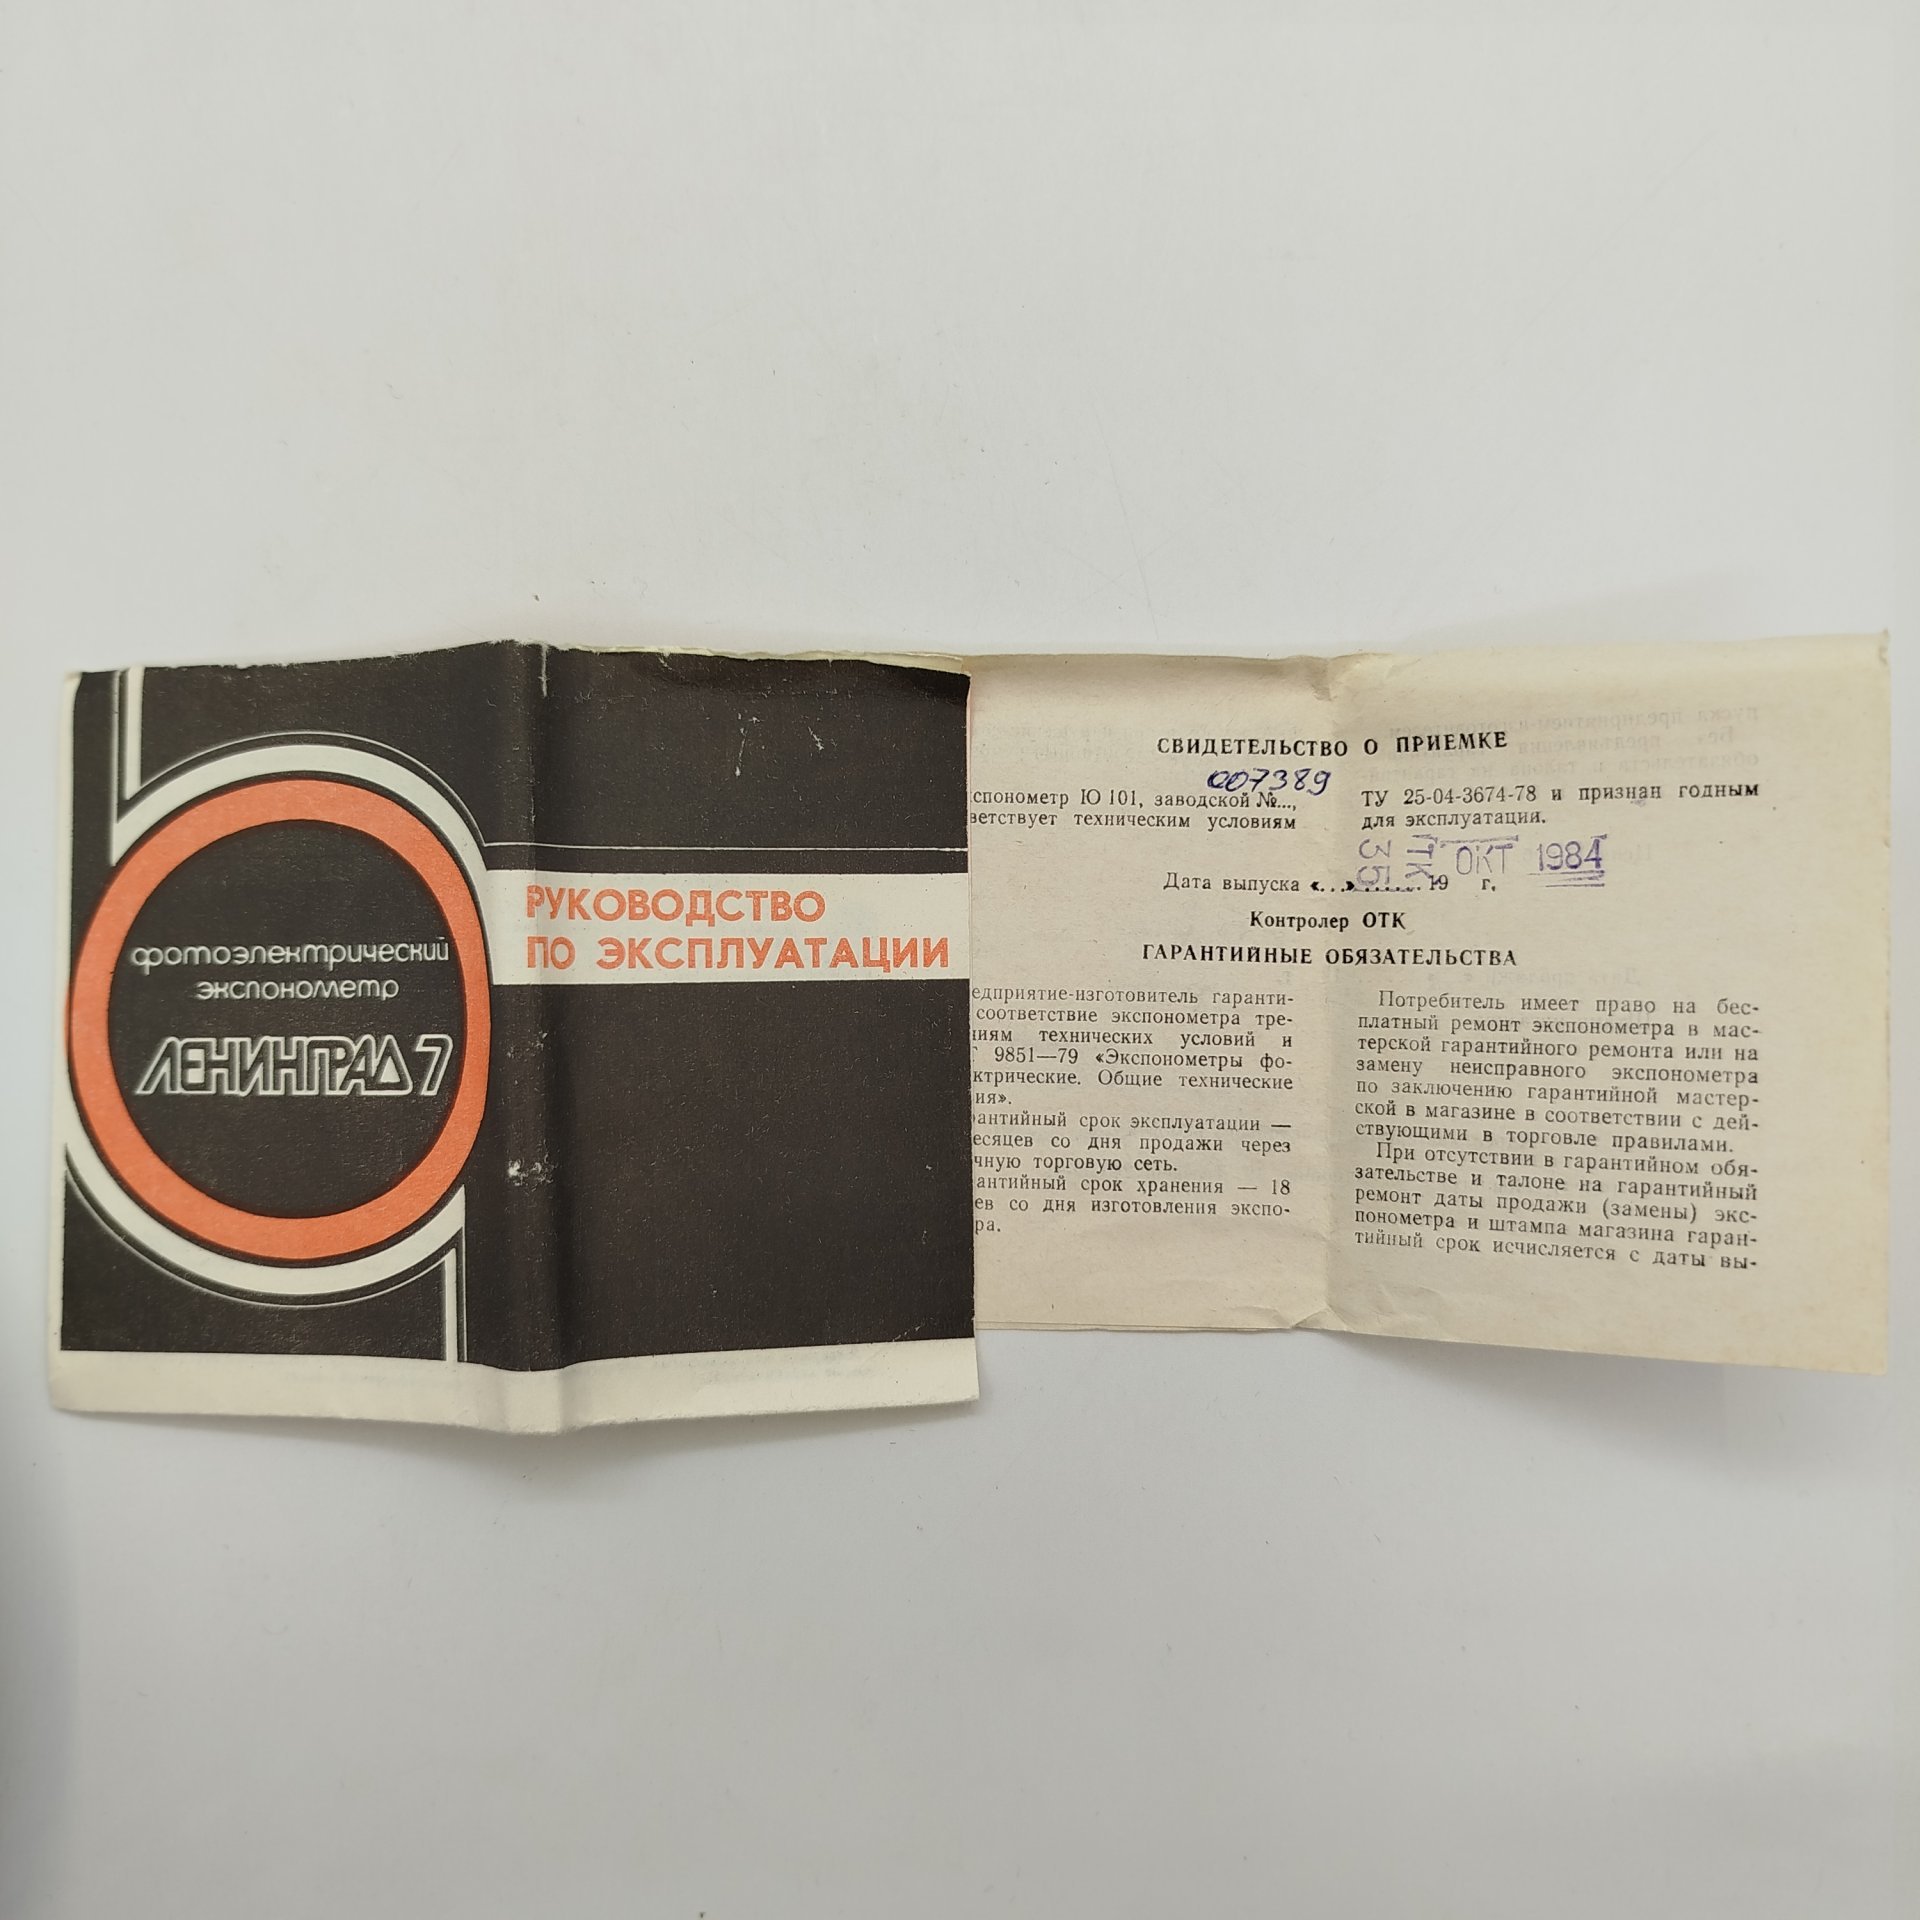 фотоэлектрический
экспонометр
ЛЕНИНГРАД 7
РУКОВОДСТВО
ПО ЭКСПЛУАТАЦИИ
СВИДЕТЕЛЬСТВО О ПРИЕМКЕ
007389
спонометр Ю 101, заводской №...,
ветствует техническим условиям
ТУ 25-04-3674-78 и признан годным
для эксплуатации.
ТК 35 ОКТ 1984
Дата выпуска «...»....... 19 г.
Контролер ОТК
ГАРАНТИЙНЫЕ ОБЯЗАТЕЛЬСТВА
едприятие-изготовитель гаранти-
соответствие экспонометра тре-
иям технических условий и
9851—79 «Экспонометры фо-
ктрические. Общие технические
ия».
рантийный срок эксплуатации —
есяцев со дня продажи через
чную торговую сеть.
антийный срок хранения — 18
ев со дня изготовления экспо-
ра.
Потребитель имеет право на бес-
платный ремонт экспонометра в мас-
терской гарантийного ремонта или на
замену неисправного экспонометра
по заключению гарантийной мастер-
ской в магазине в соответствии с дей-
ствующими в торговле правилами.
При отсутствии в гарантийном обя-
зательстве и талоне на гарантийный
ремонт даты продажи (замены) экс-
понометра и штампа магазина гаран-
тийный срок исчисляется с даты вы-